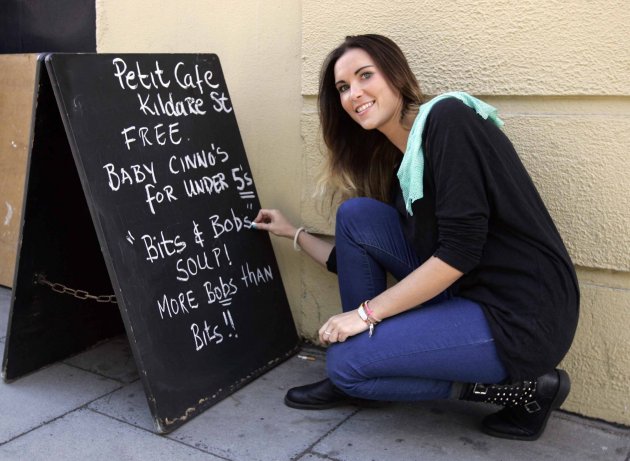 Petit Cafe
Kildare St
FREE.
BABY CINNO'S
FOR UNDER 5's
"Bits & Bobs"
SOUP!
MORE BOBS than
Bits!!